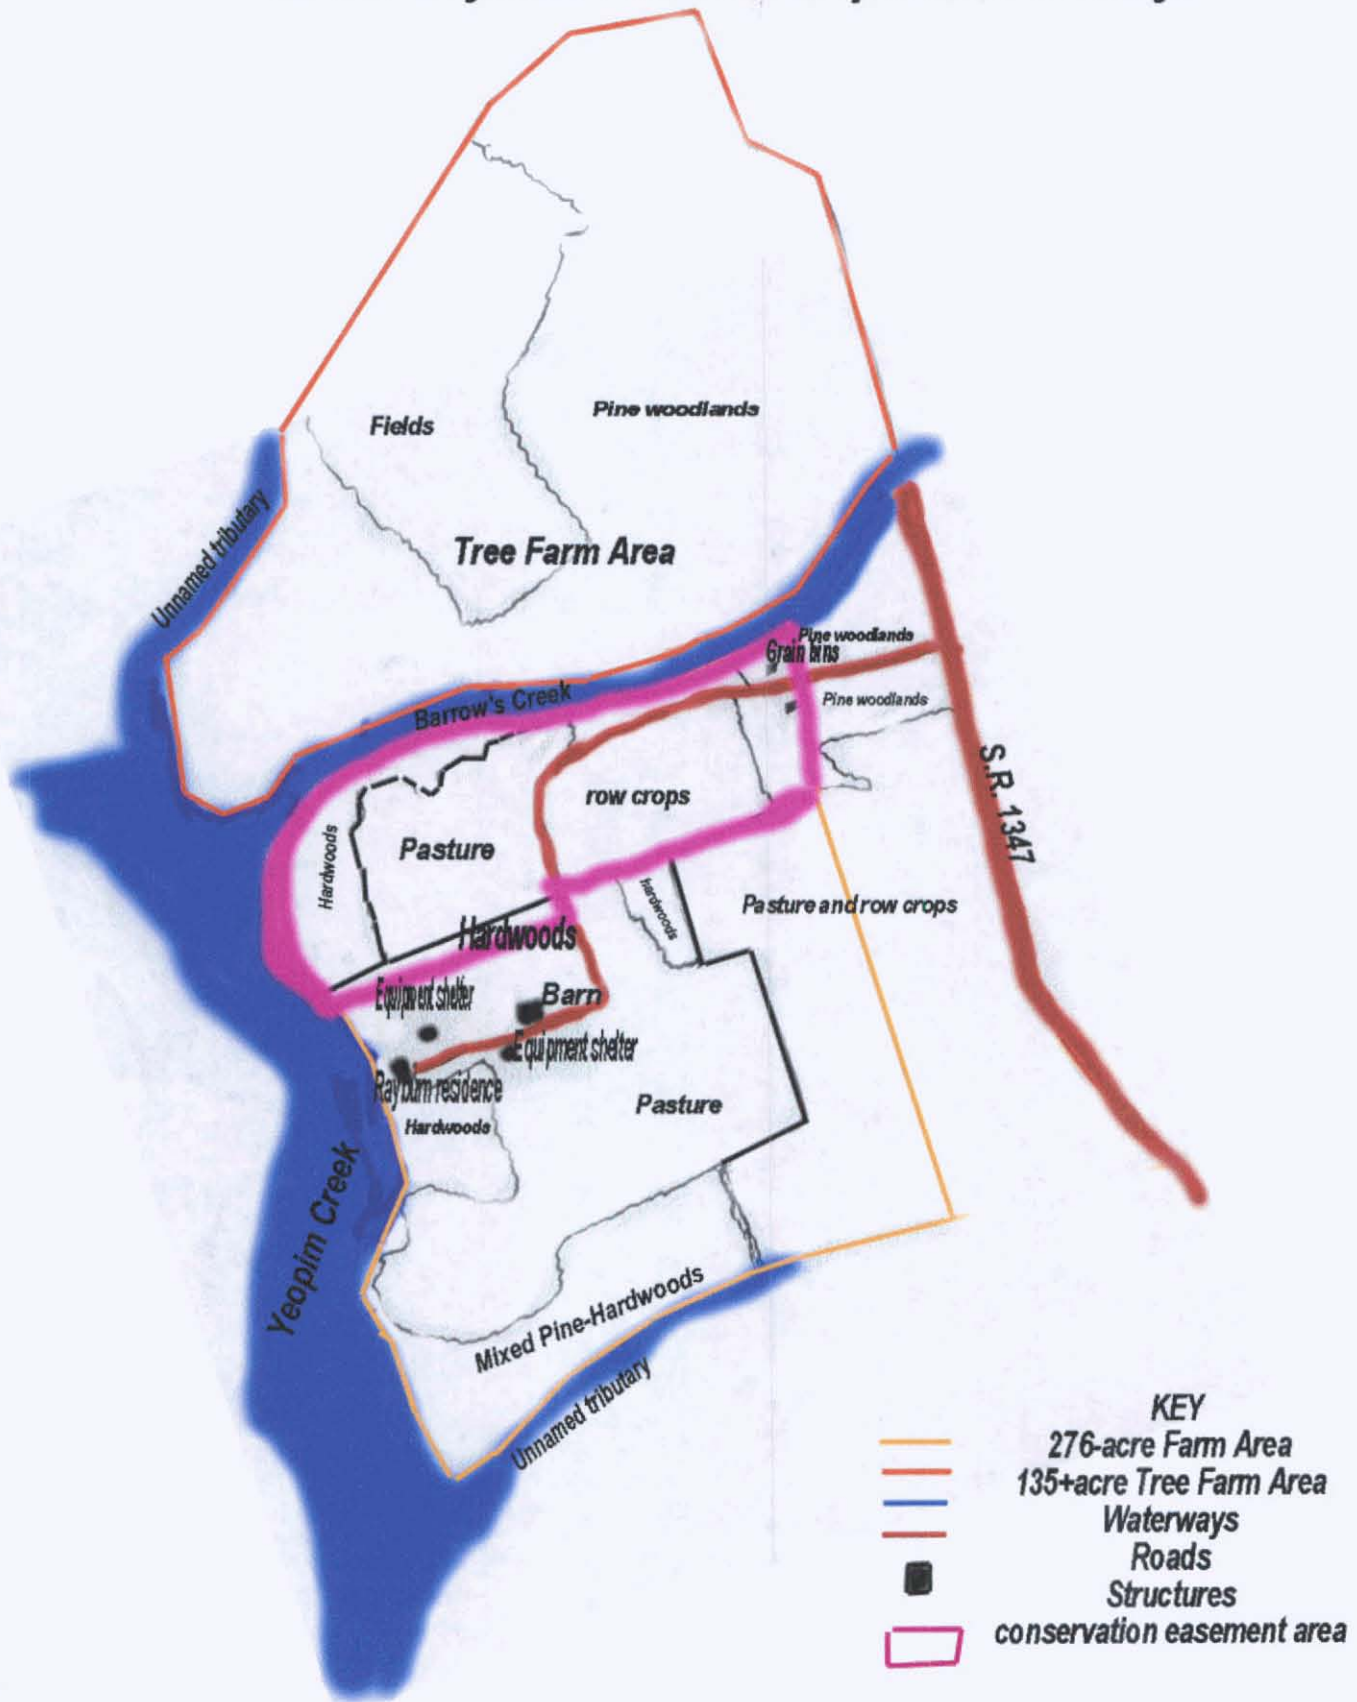 Fields
Pine woodlands
Unnamed tributary
Tree Farm Area
Pine woodlands
Grain bins
Barrow's Creek
Pine woodlands
row crops
S.R. 1347
Hardwoods
Pasture
hardwoods
Pasture and row crops
Hardwoods
Equipment shelter
Barn
Equipment shelter
Rayburn residence
Pasture
Hardwoods
Yeopim Creek
Mixed Pine-Hardwoods
Unnamed tributary
KEY
276-acre Farm Area
135+acre Tree Farm Area
Waterways
Roads
Structures
conservation easement area